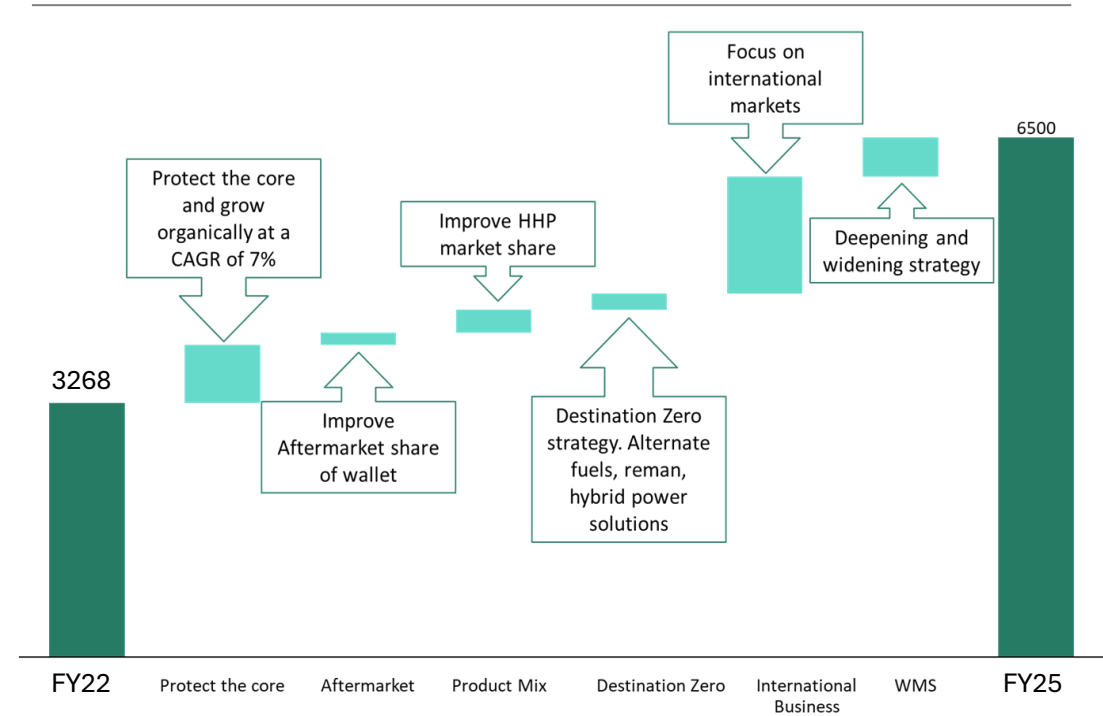 Focus on
international
markets
6500
Protect the core
and grow
organically at a
CAGR of 7%
Improve HHP
market share
Deepening and
widening strategy
3268
Improve
Aftermarket share
of wallet
Destination Zero
strategy. Alternate
fuels, reman,
hybrid power
solutions
FY22
Protect the core
Aftermarket
Product Mix
Destination Zero
International
Business
WMS
FY25